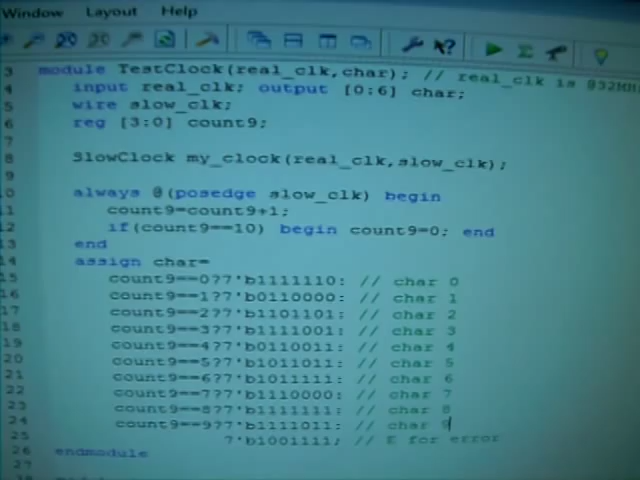 Window Layout Help
3 module TestClock(real_clk,char); // real_clk is @32MH
4 input real_clk; output [0:6] char;
5 wire slow_clk;
6 reg [3:0] count9;
7
8 SlowClock my_clock(real_clk,slow_clk);
9
10 always @(posedge slow_clk) begin
11 count9=count9+1;
12 if(count9==10) begin count9=0; end
13 end
14 assign char=
15 count9==0?7'b1111110: // char 0
16 count9==1?7'b0110000: // char 1
17 count9==2?7'b1101101: // char 2
18 count9==3?7'b1111001: // char 3
19 count9==4?7'b0110011: // char 4
20 count9==5?7'b1011011: // char 5
21 count9==6?7'b1011111: // char 6
22 count9==7?7'b1110000: // char 7
23 count9==8?7'b1111111: // char 8
24 count9==9?7'b1111011: // char 9
25 7'b1001111; // E for error
26 endmodule
27